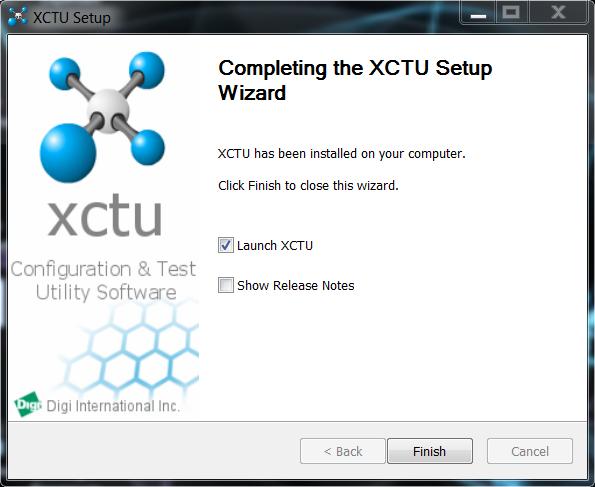 XCTU Setup
Completing the XCTU Setup
Wizard
XCTU has been installed on your computer.
Click Finish to close this wizard.
Launch XCTU
Show Release Notes
xctu
Configuration & Test
Utility Software
Digi Digi International Inc.
< Back
Finish
Cancel